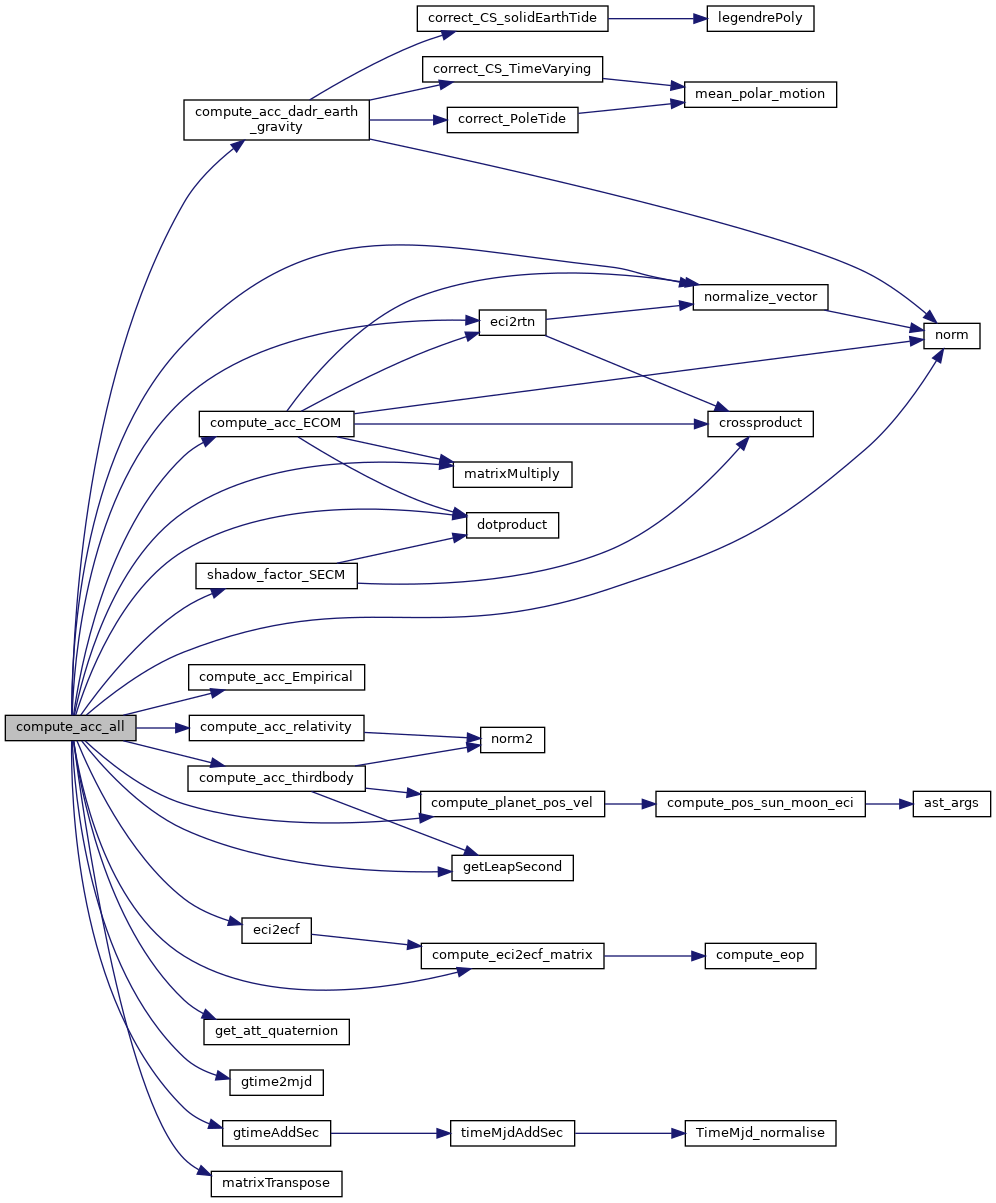 correct_CS_solidEarthTide
legendrePoly
correct_CS_TimeVarying
mean_polar_motion
compute_acc_dadr_earth
_gravity
correct_PoleTide
normalize_vector
eci2rtn
norm
compute_acc_ECOM
crossproduct
matrixMultiply
dotproduct
shadow_factor_SECM
compute_acc_Empirical
compute_acc_all
compute_acc_relativity
norm2
compute_acc_thirdbody
compute_planet_pos_vel
compute_pos_sun_moon_eci
ast_args
getLeapSecond
eci2ecf
compute_eci2ecf_matrix
compute_eop
get_att_quaternion
gtime2mjd
gtimeAddSec
timeMjdAddSec
TimeMjd_normalise
matrixTranspose